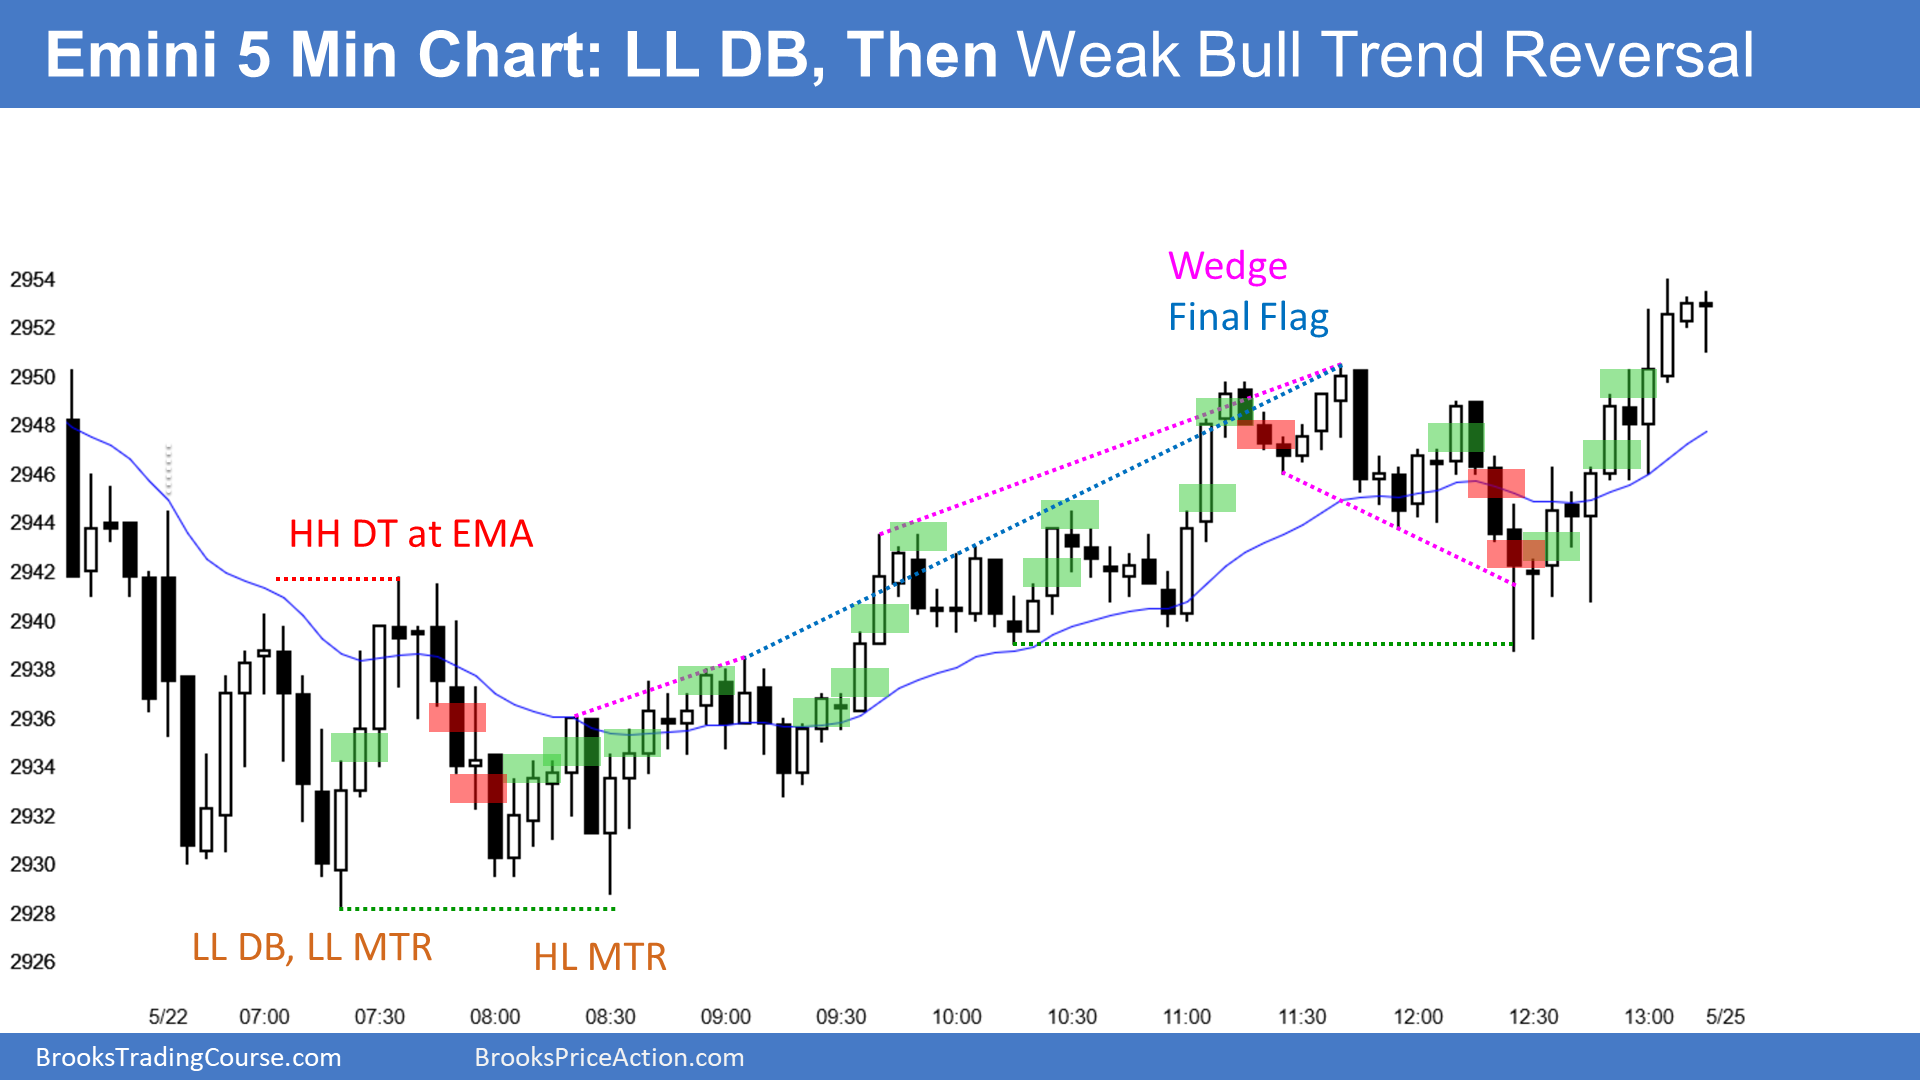 Emini 5 Min Chart: LL DB, Then Weak Bull Trend Reversal
Wedge
Final Flag
HH DT at EMA
LL DB, LL MTR
HL MTR
2954
2952
2950
2948
2946
2944
2942
2940
2938
2936
2934
2932
2930
2928
2926
5/22 07:00 07:30 08:00 08:30 09:00 09:30 10:00 10:30 11:00 11:30 12:00 12:30 13:00 5/25
BrooksTradingCourse.com BrooksPriceAction.com